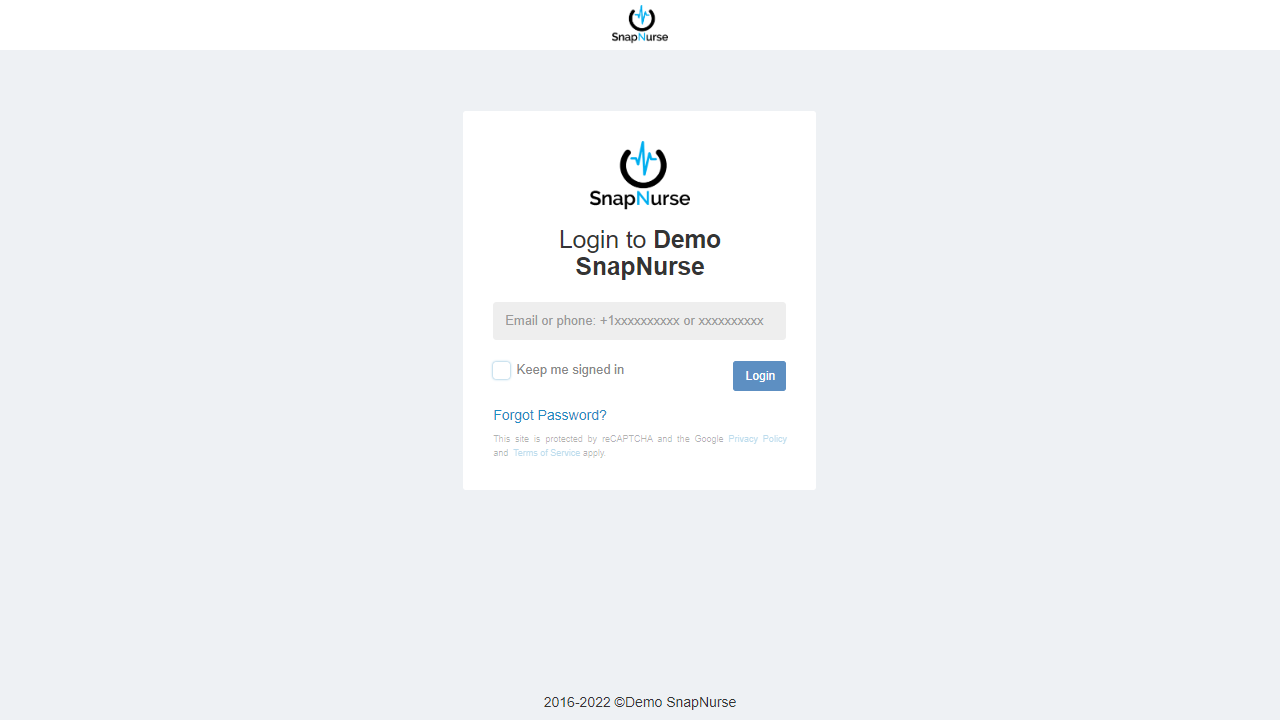 SnapNurse
SnapNurse
Login to Demo
SnapNurse
Email or phone: +1xxxxxxxxxx or xxxxxxxxxx
Keep me signed in
Login
Forgot Password?
This site is protected by reCAPTCHA and the Google Privacy Policy
and Terms of Service apply.
2016-2022 ©Demo SnapNurse